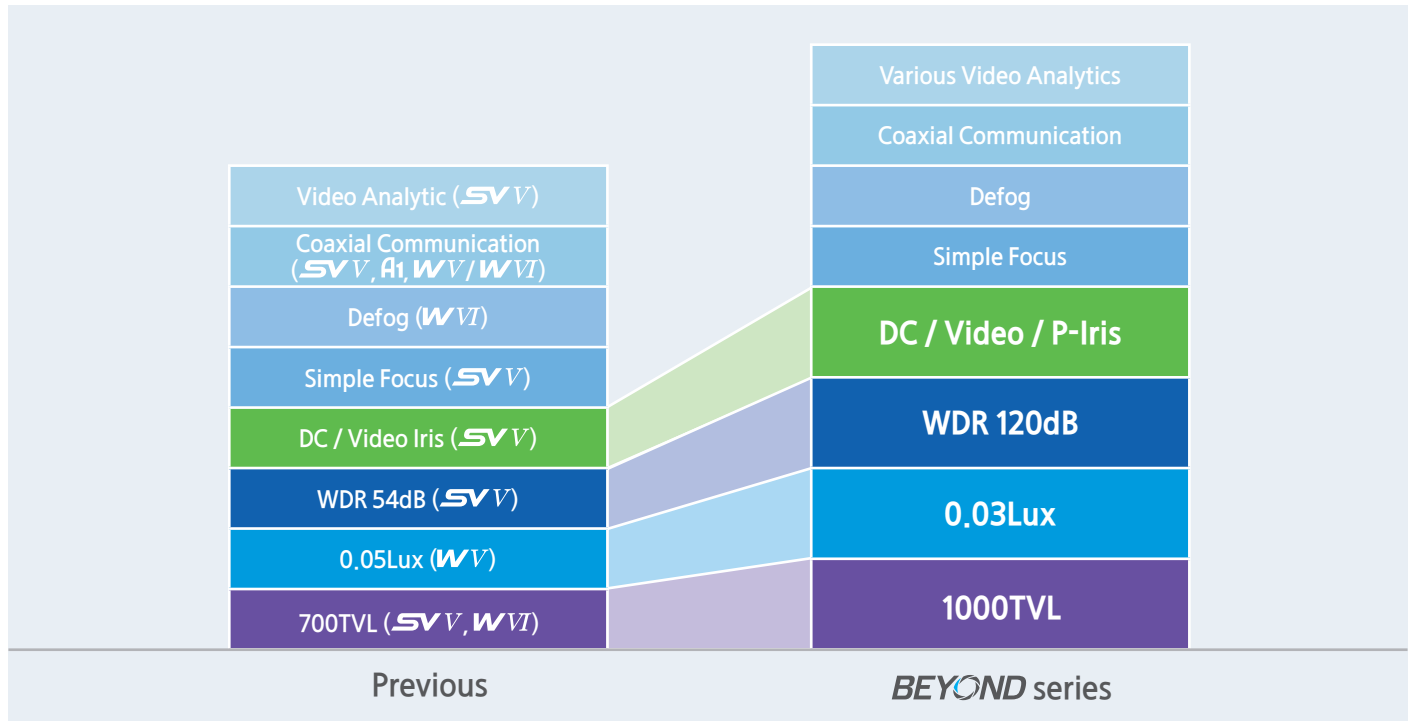 Various Video Analytics
Coaxial Communication
Defog
Simple Focus
DC / Video / P-Iris
WDR 120dB
0.03Lux
1000TVL
BEYOND series
Video Analytic (SV V)
Coaxial Communication
(SV V, A1, W V / W VI)
Defog (W VI)
Simple Focus (SV V)
DC / Video Iris (SV V)
WDR 54dB (SV V)
0.05Lux (W V)
700TVL (SV V, W VI)
Previous